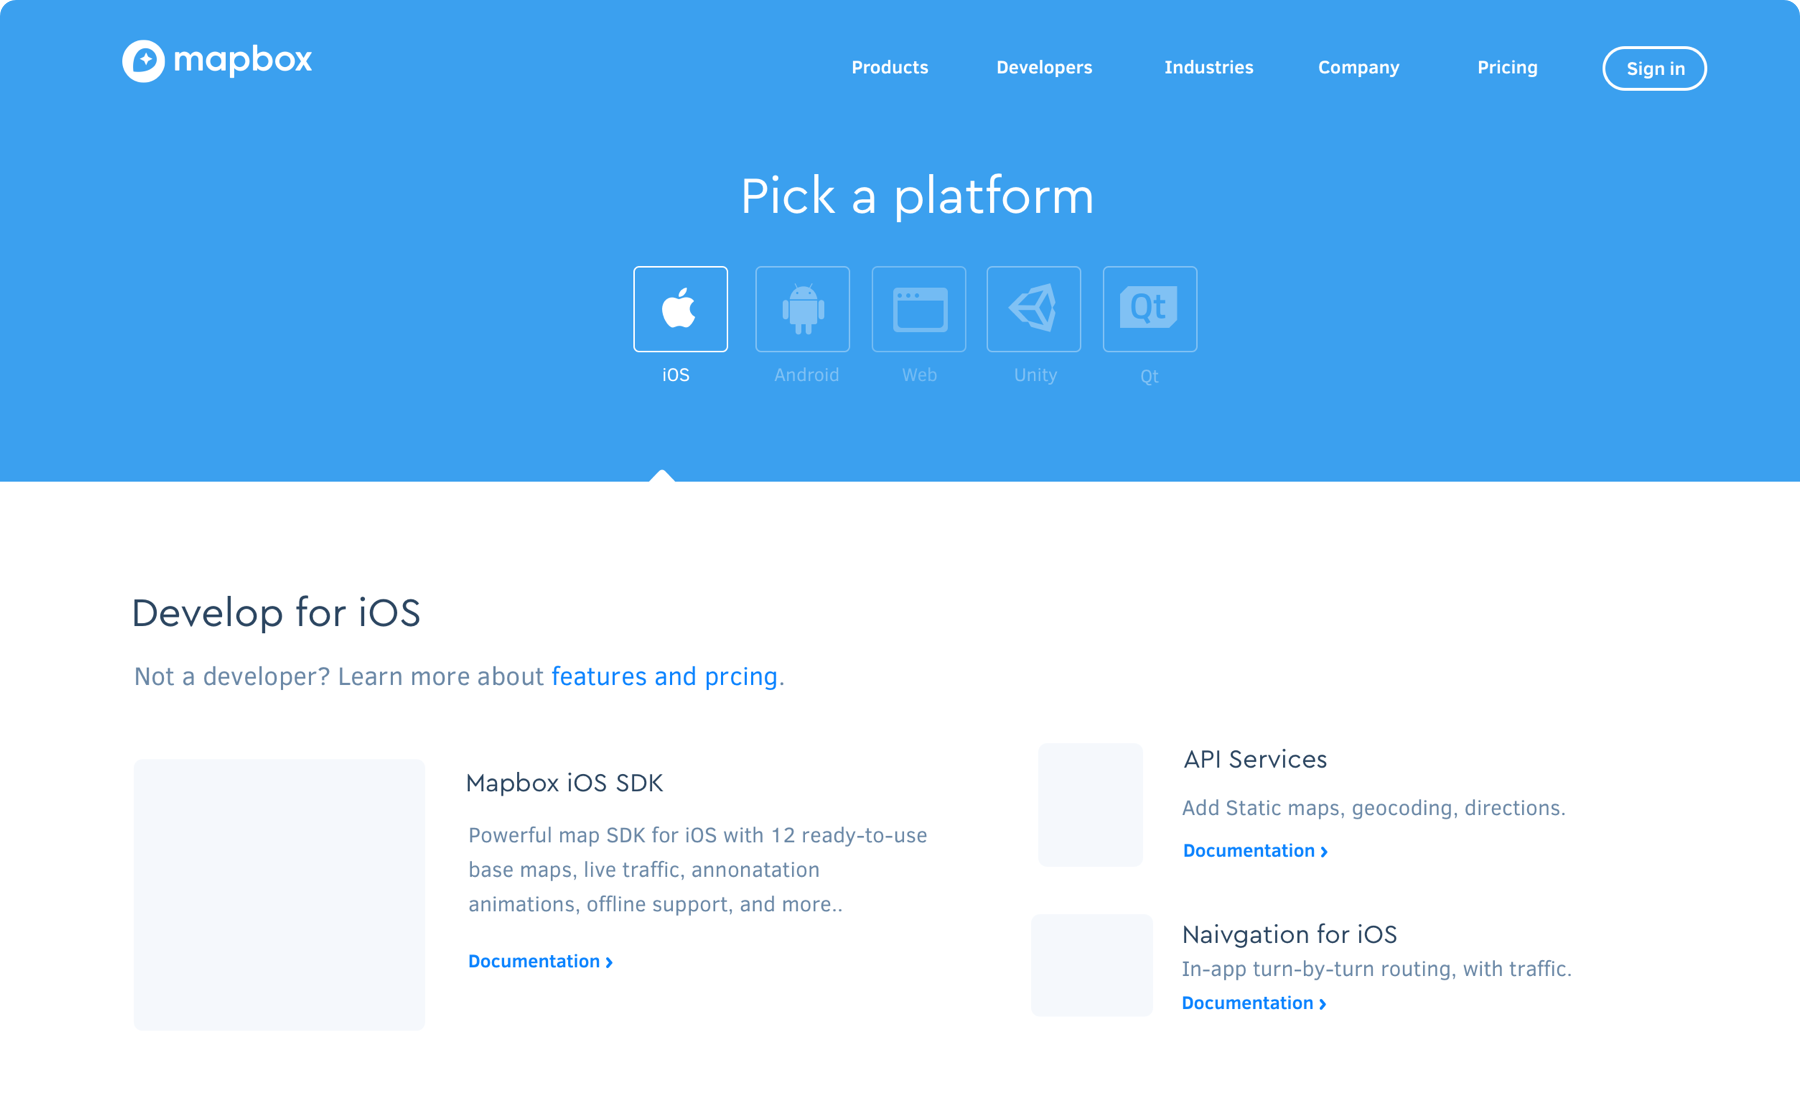 mapbox
Products Developers Industries Company Pricing Sign in
Pick a platform
Qt
iOS Android Web Unity Qt
Develop for iOS
Not a developer? Learn more about features and prcing.
Mapbox iOS SDK
Powerful map SDK for iOS with 12 ready-to-use
base maps, live traffic, annonatation
animations, offline support, and more..
Documentation ›
API Services
Add Static maps, geocoding, directions.
Documentation ›
Naivgation for iOS
In-app turn-by-turn routing, with traffic.
Documentation ›